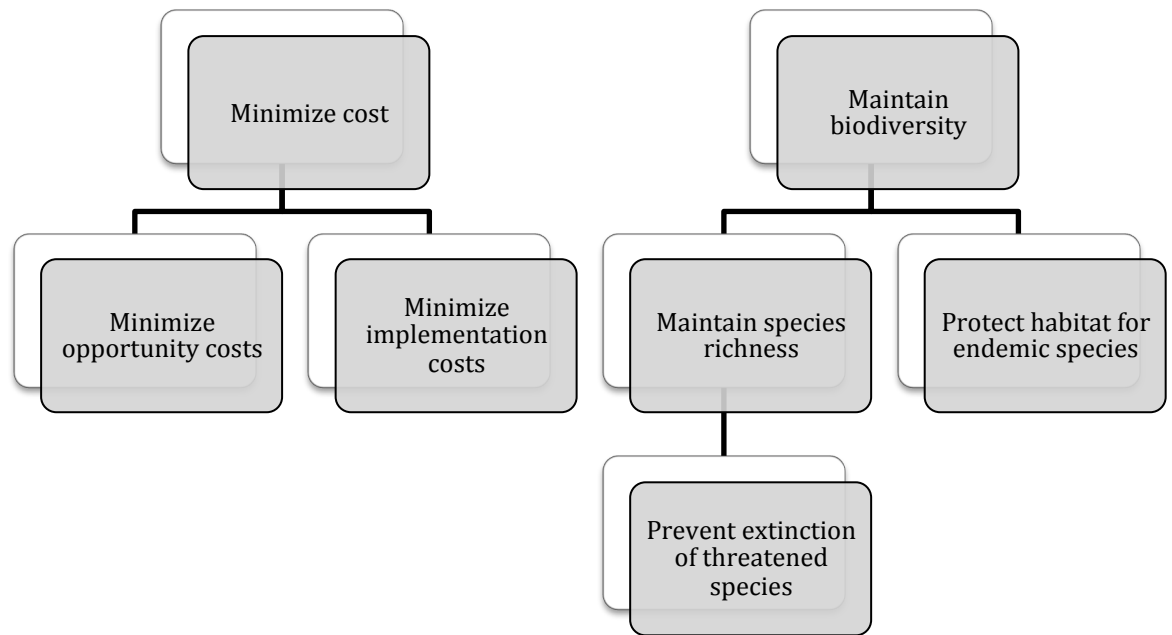 Minimize cost
Maintain
biodiversity
Minimize
opportunity costs
Minimize
implementation
costs
Maintain species
richness
Protect habitat for
endemic species
Prevent extinction
of threatened
species